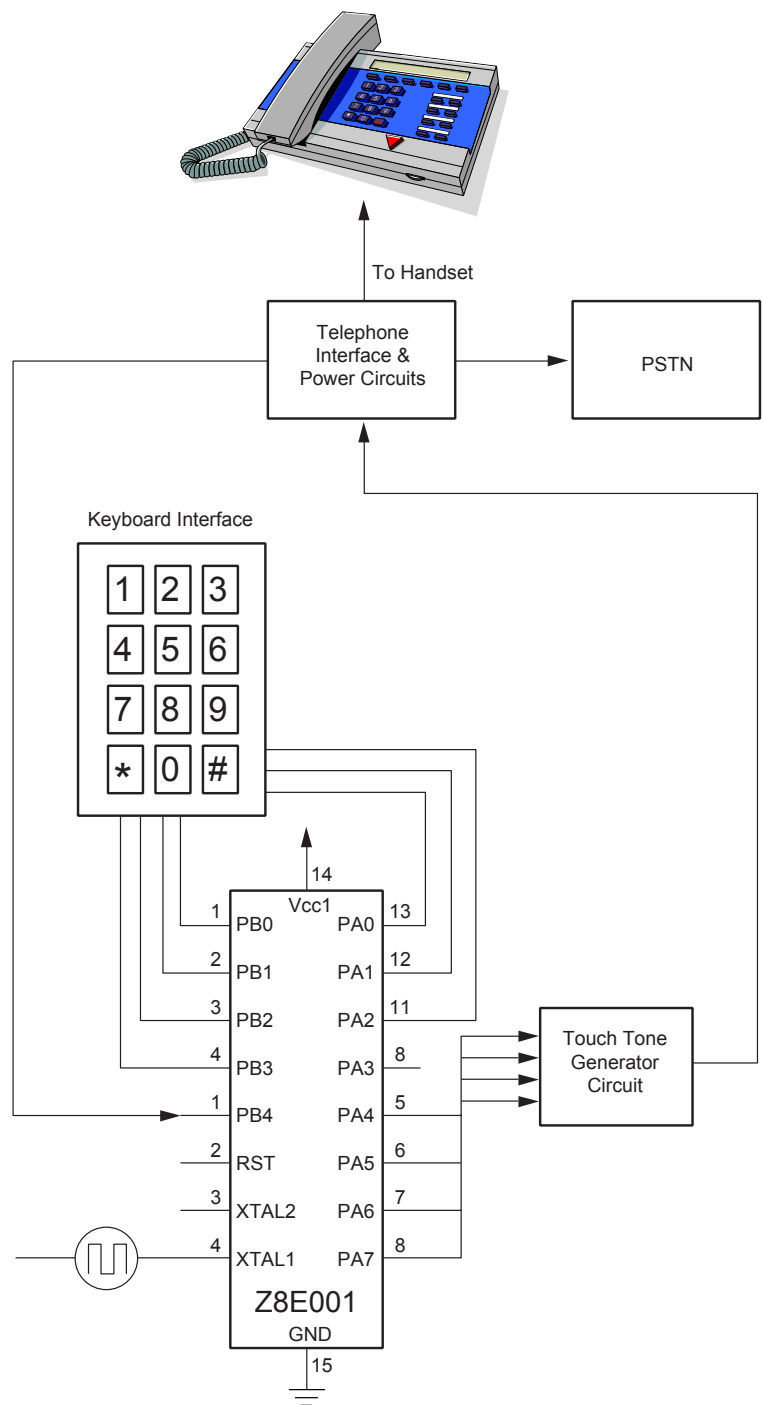 To Handset
Telephone
Interface &
Power Circuits
PSTN
Keyboard Interface
1 2 3
4 5 6
7 8 9
* 0 #
14
Vcc1
1 PB0 PA0 13
2 PB1 PA1 12
3 PB2 PA2 11
4 PB3 PA3 8
1 PB4 PA4 5
2 RST PA5 6
3 XTAL2 PA6 7
4 XTAL1 PA7 8
Touch Tone
Generator
Circuit
Z8E001
GND
15